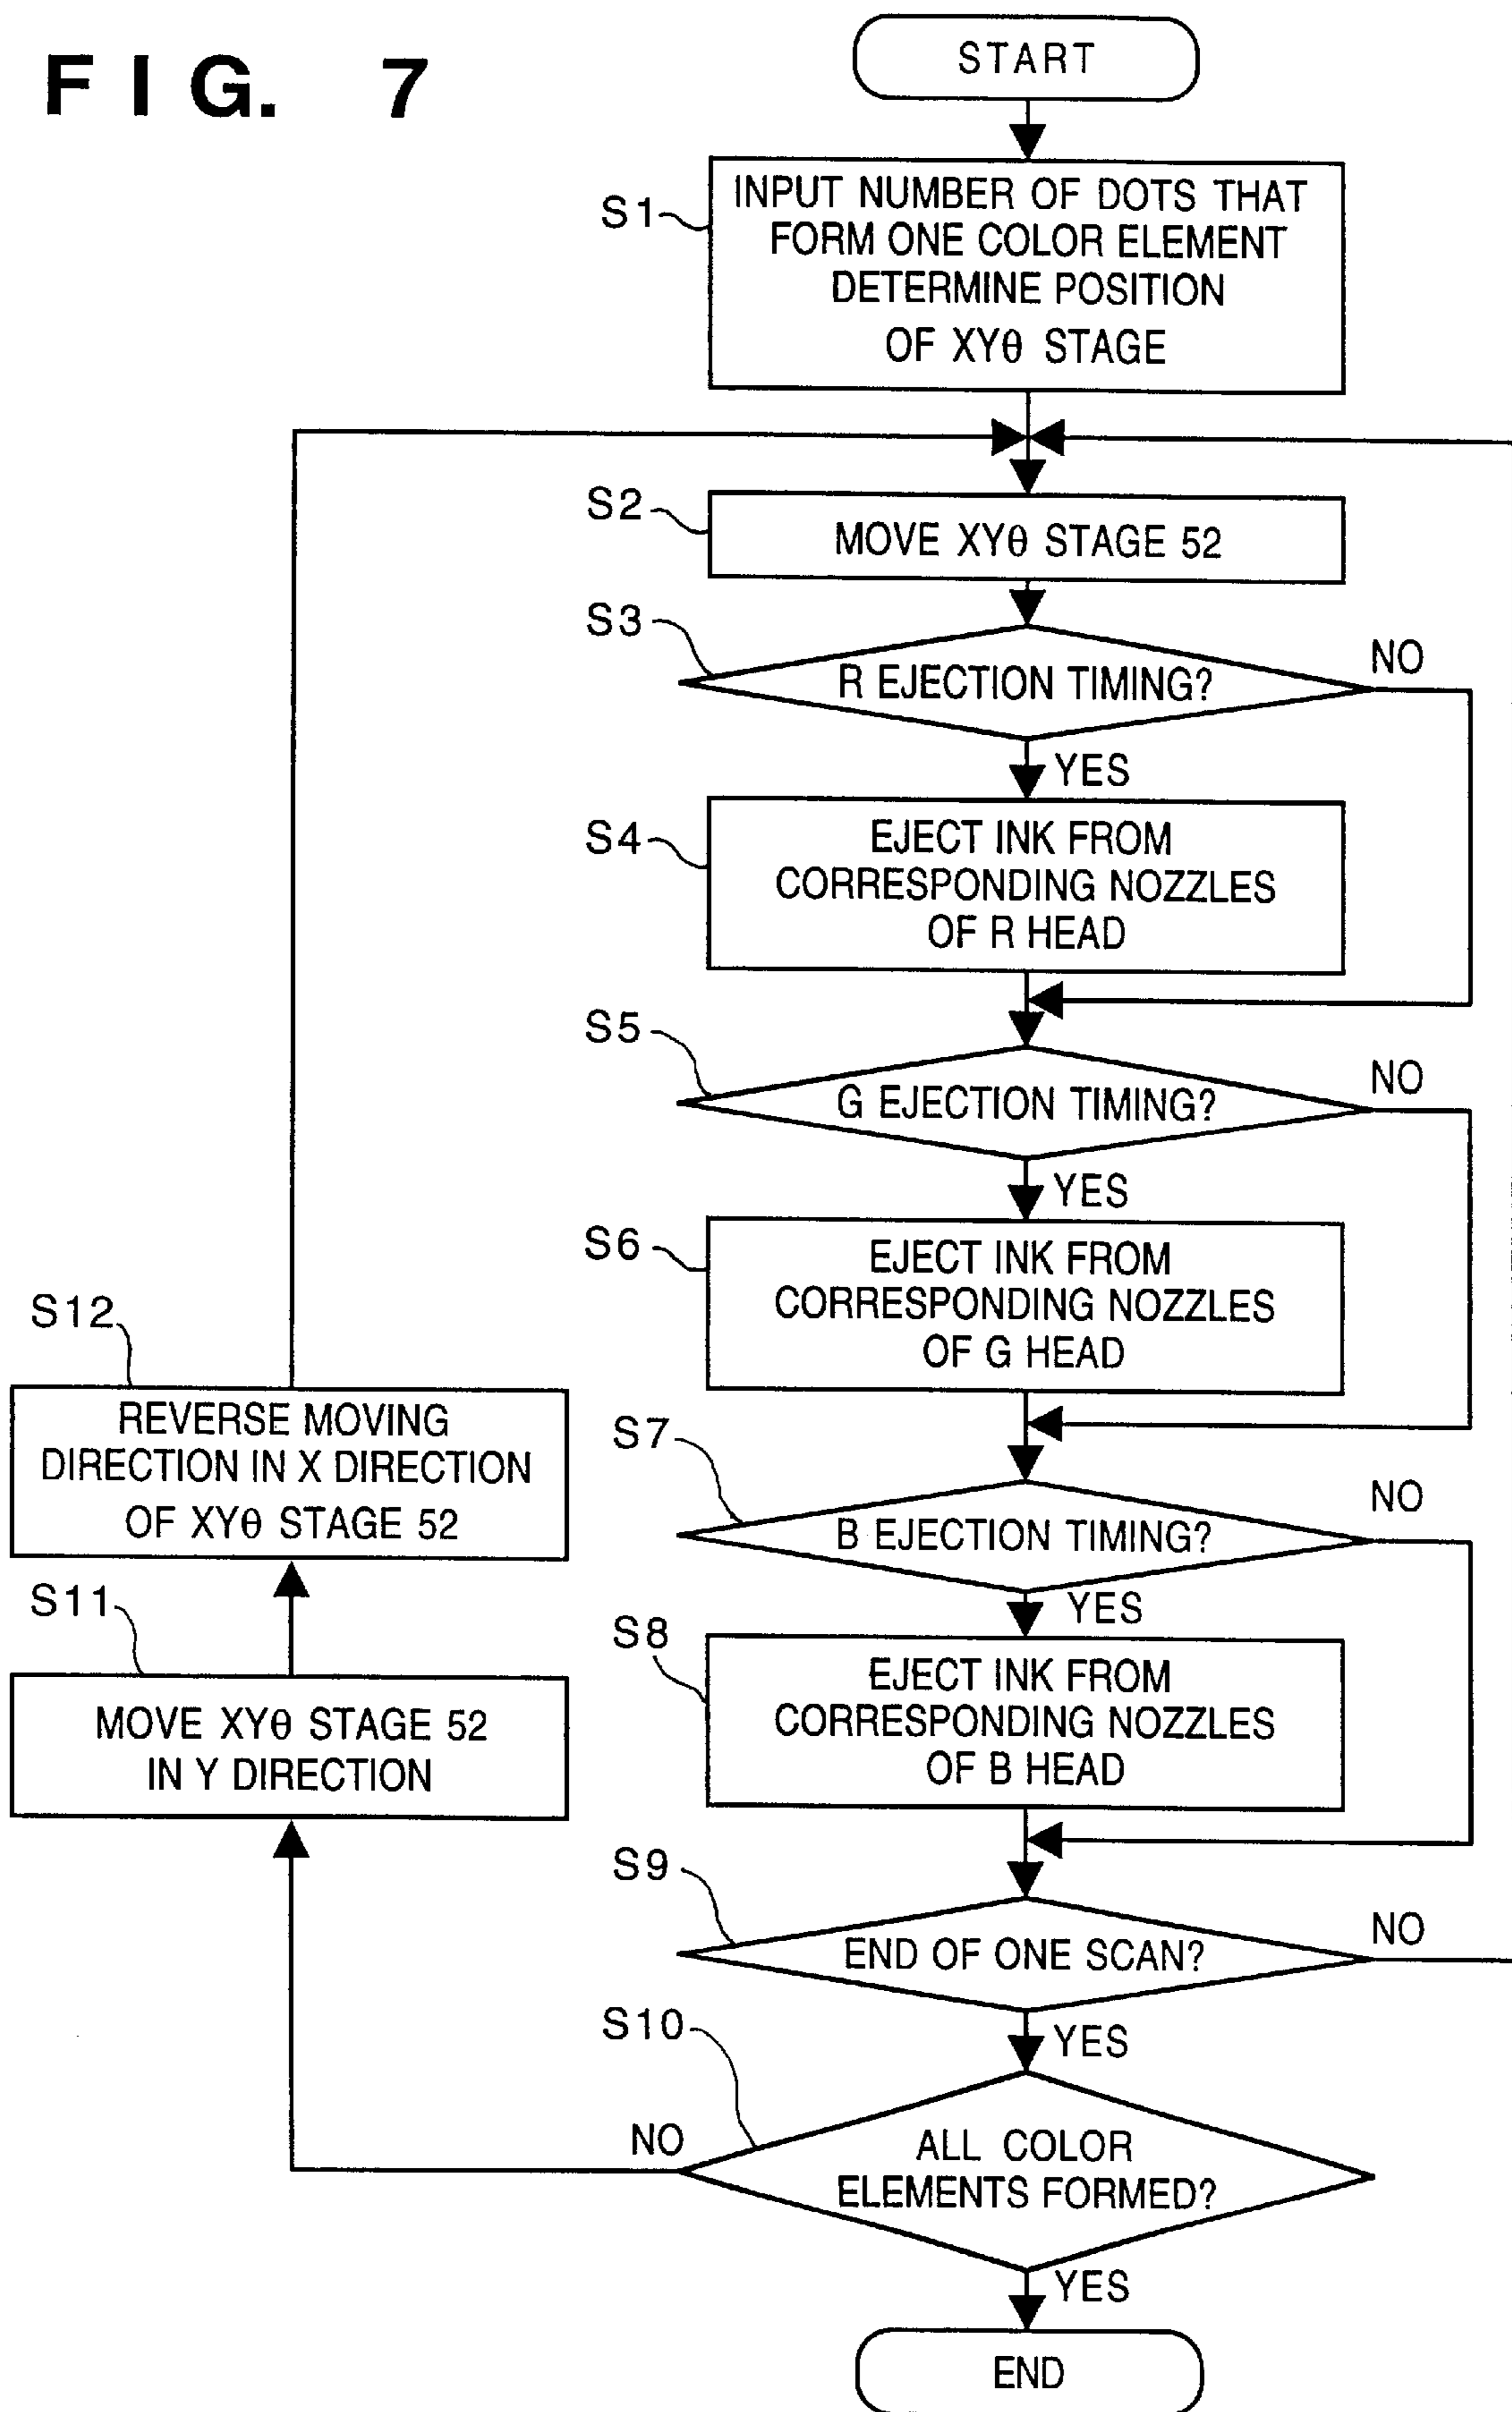 FIG. 7
START
S1
INPUT NUMBER OF DOTS THAT
FORM ONE COLOR ELEMENT
DETERMINE POSITION
OF XYθ STAGE
S2
MOVE XYθ STAGE 52
S3
R EJECTION TIMING?
NO
YES
S4
EJECT INK FROM
CORRESPONDING NOZZLES
OF R HEAD
S5
G EJECTION TIMING?
NO
YES
S6
EJECT INK FROM
CORRESPONDING NOZZLES
OF G HEAD
S7
B EJECTION TIMING?
NO
YES
S8
EJECT INK FROM
CORRESPONDING NOZZLES
OF B HEAD
S9
END OF ONE SCAN?
NO
YES
S10
ALL COLOR
ELEMENTS FORMED?
NO
YES
END
S11
MOVE XYθ STAGE 52
IN Y DIRECTION
S12
REVERSE MOVING
DIRECTION IN X DIRECTION
OF XYθ STAGE 52